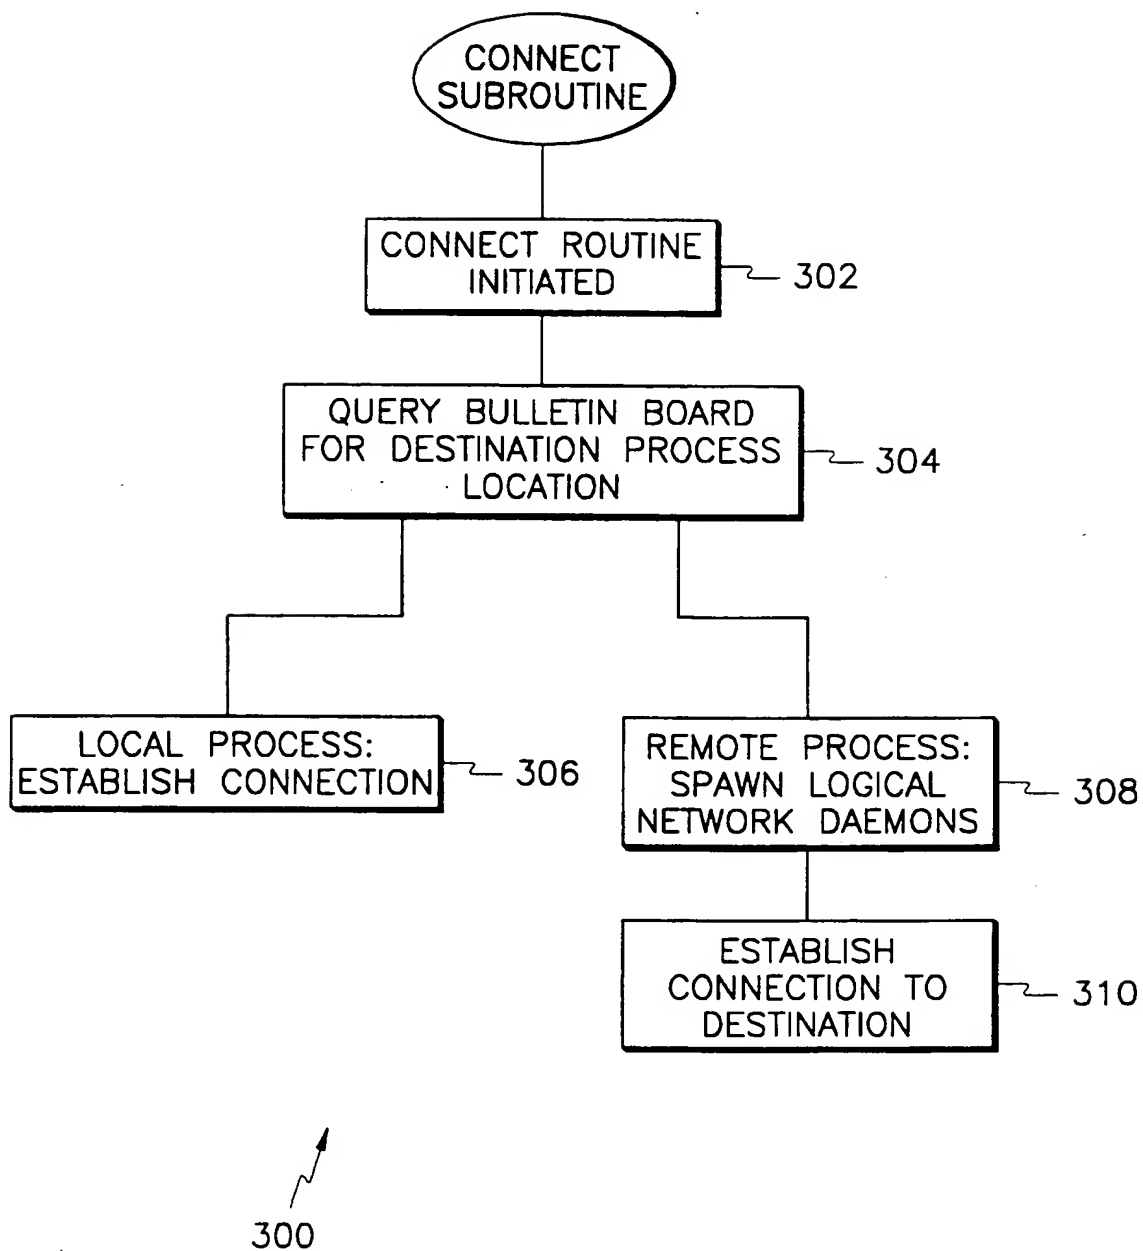 CONNECT
SUBROUTINE
CONNECT ROUTINE
INITIATED
302
QUERY BULLETIN BOARD
FOR DESTINATION PROCESS
LOCATION
304
LOCAL PROCESS:
ESTABLISH CONNECTION
306
REMOTE PROCESS:
SPAWN LOGICAL
NETWORK DAEMONS
308
ESTABLISH
CONNECTION TO
DESTINATION
310
300